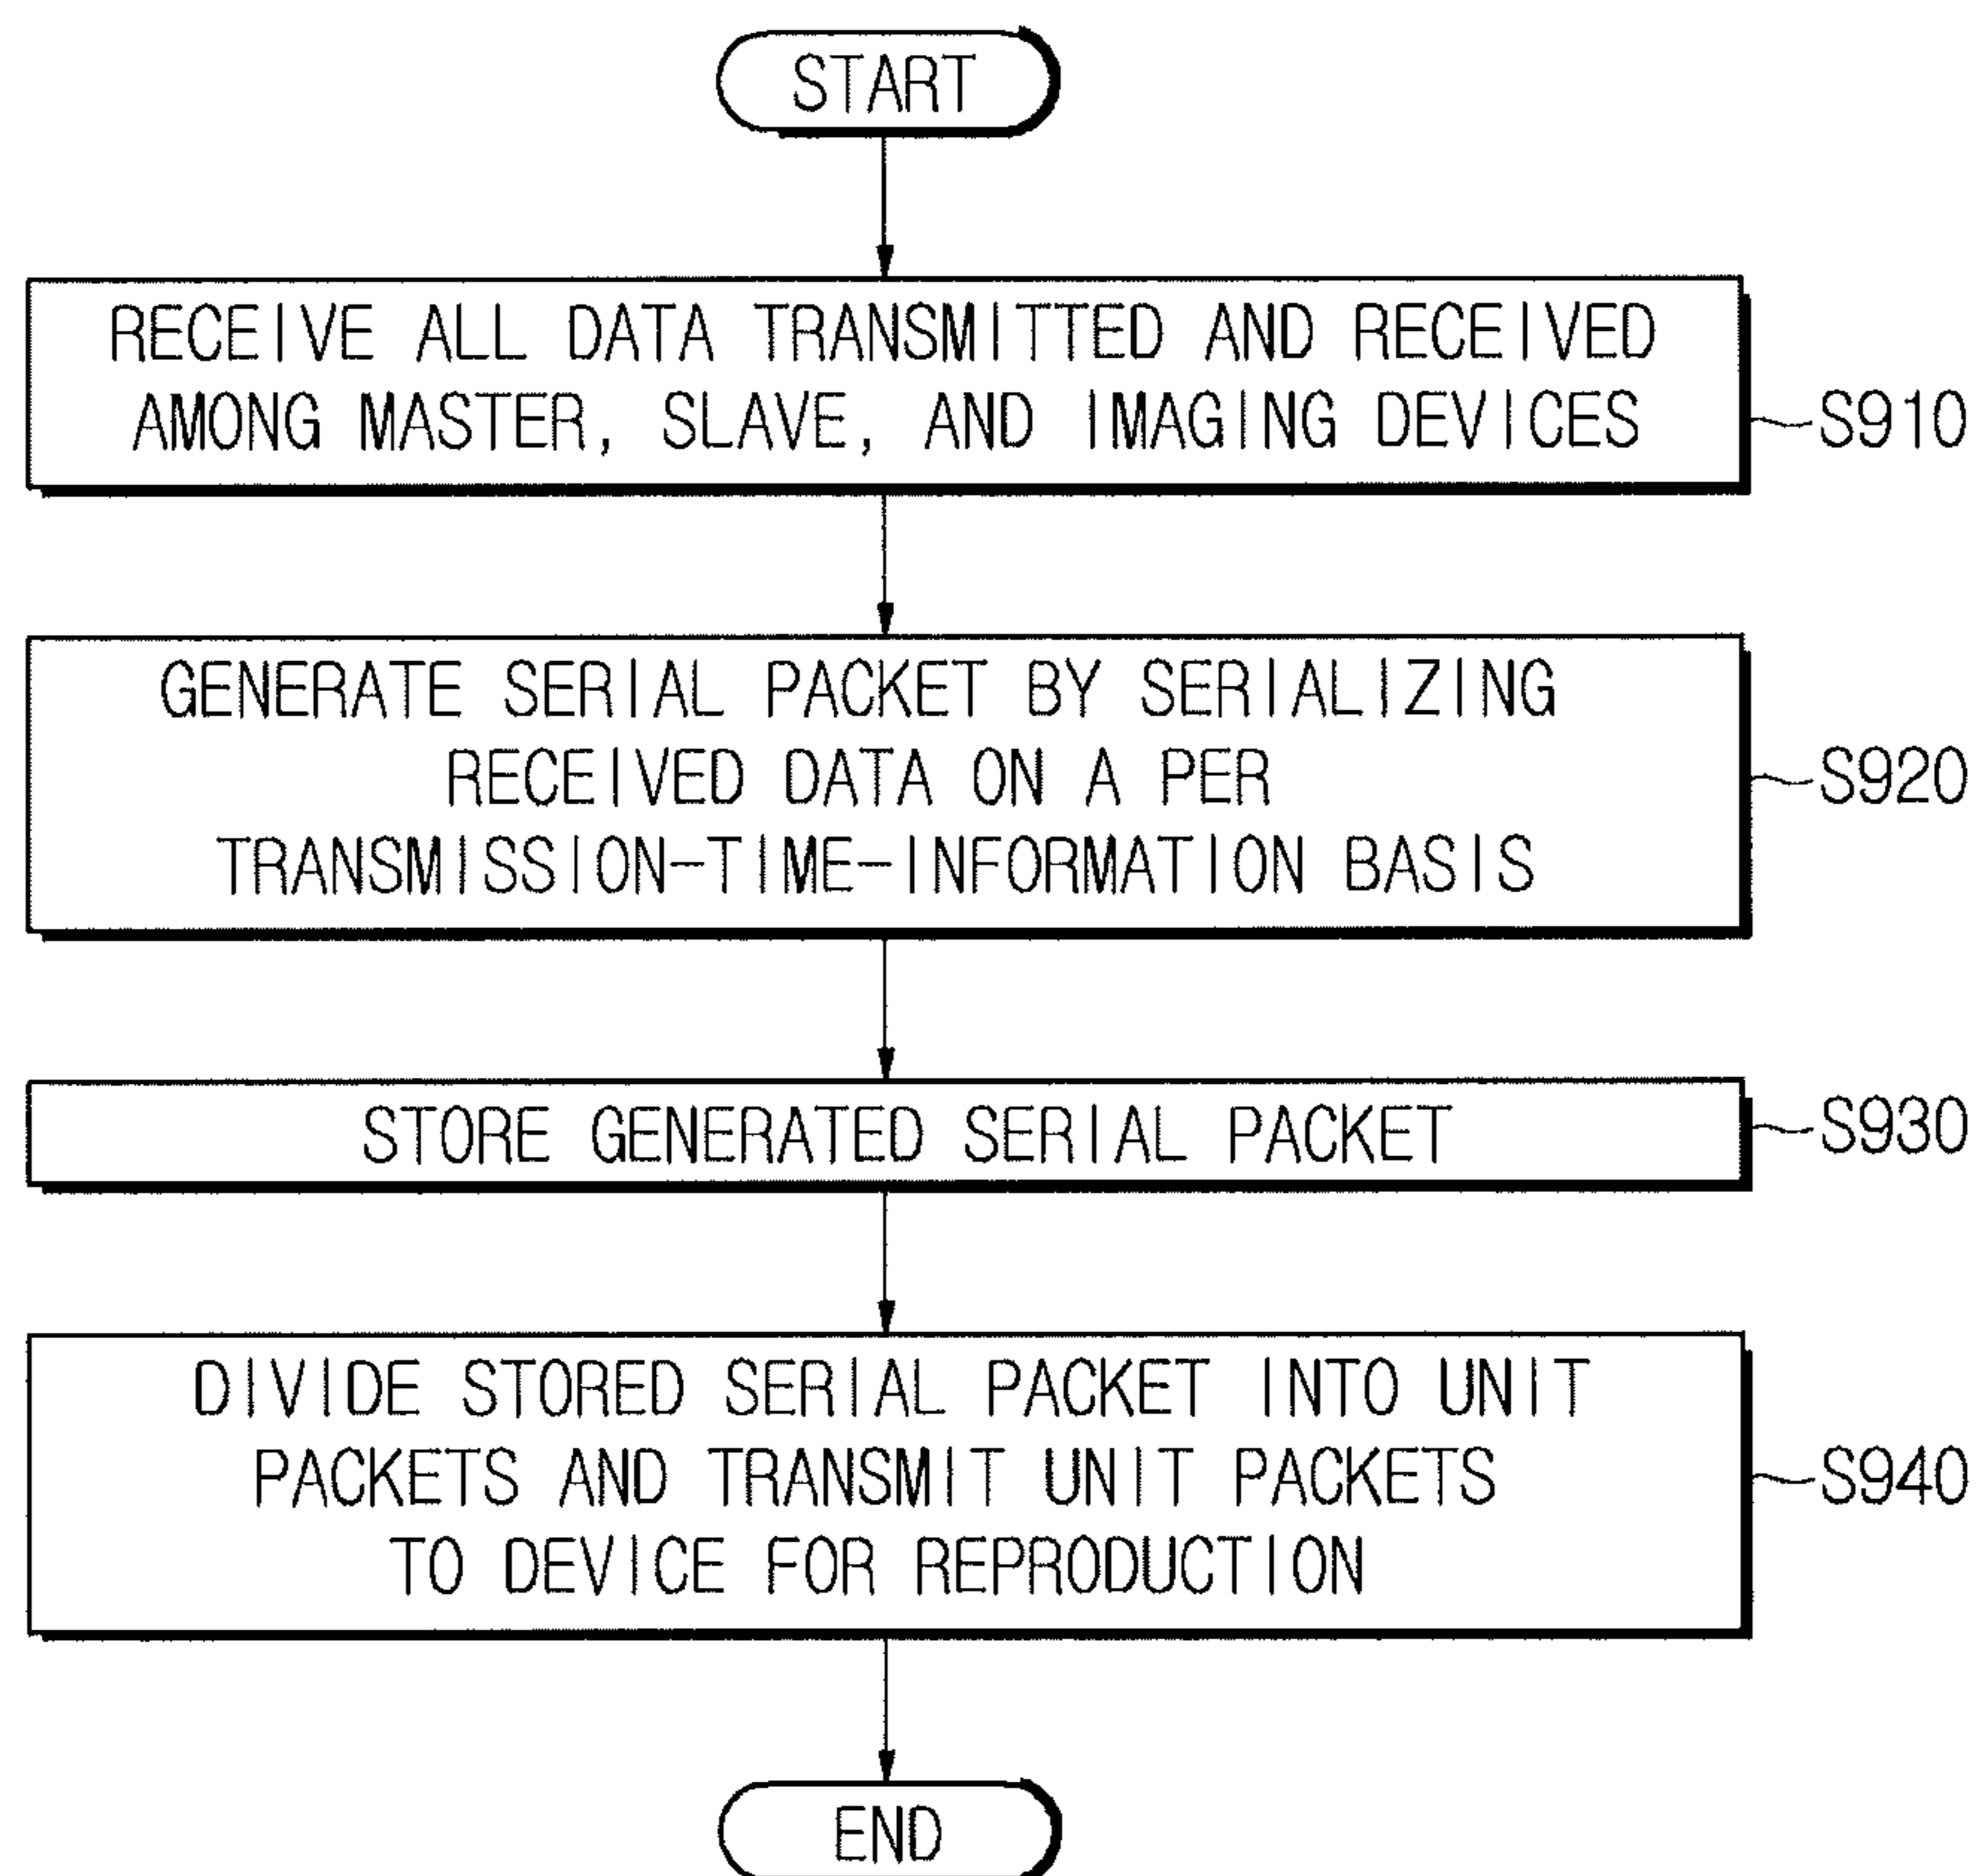 START
RECEIVE ALL DATA TRANSMITTED AND RECEIVED
AMONG MASTER, SLAVE, AND IMAGING DEVICES
S910
GENERATE SERIAL PACKET BY SERIALIZING
RECEIVED DATA ON A PER
TRANSMISSION-TIME-INFORMATION BASIS
S920
STORE GENERATED SERIAL PACKET
S930
DIVIDE STORED SERIAL PACKET INTO UNIT
PACKETS AND TRANSMIT UNIT PACKETS
TO DEVICE FOR REPRODUCTION
S940
END